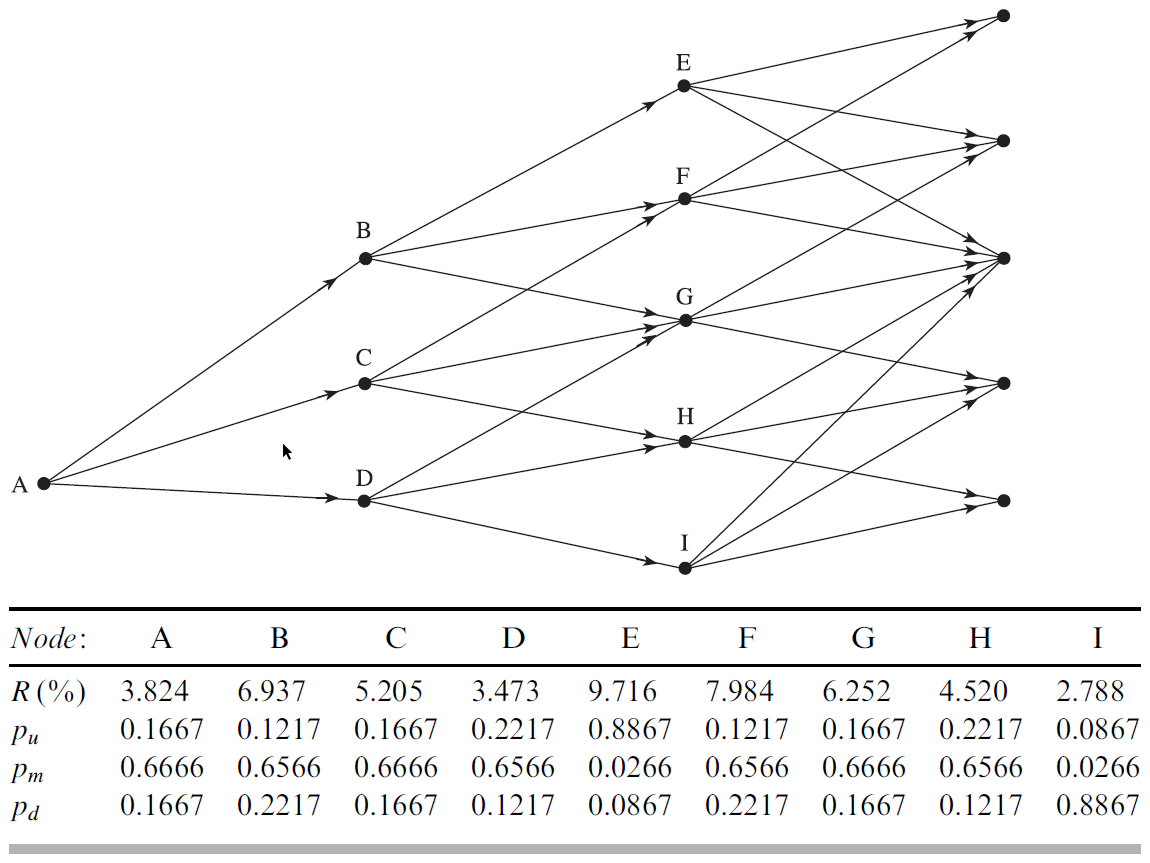 E
F
B
G
C
H
D
A
I
Node: A B C D E F G H I
R (%) 3.824 6.937 5.205 3.473 9.716 7.984 6.252 4.520 2.788
pu 0.1667 0.1217 0.1667 0.2217 0.8867 0.1217 0.1667 0.2217 0.0867
pm 0.6666 0.6566 0.6666 0.6566 0.0266 0.6566 0.6666 0.6566 0.0266
pd 0.1667 0.2217 0.1667 0.1217 0.0867 0.2217 0.1667 0.1217 0.8867